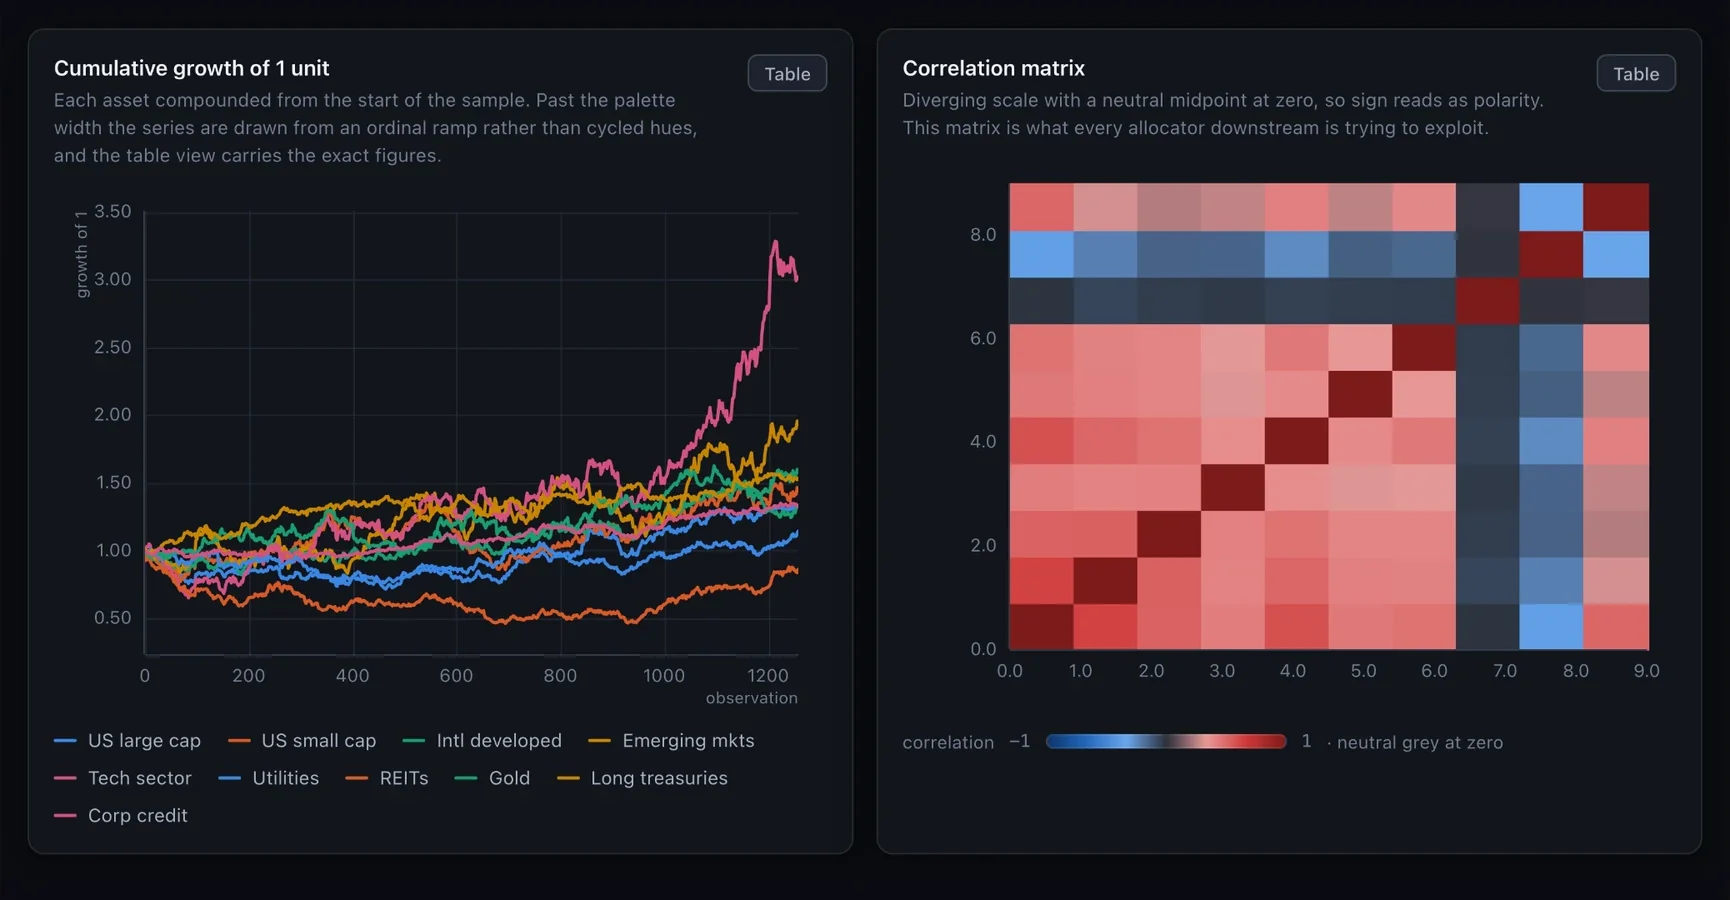 Cumulative growth of 1 unit
Table
Each asset compounded from the start of the sample. Past the palette
width the series are drawn from an ordinal ramp rather than cycled hues,
and the table view carries the exact figures.
growth of 1
3.50
3.00
2.50
2.00
1.50
1.00
0.50
0 200 400 600 800 1000 1200
observation
US large cap US small cap Intl developed Emerging mkts
Tech sector Utilities REITs Gold Long treasuries
Corp credit
Correlation matrix
Table
Diverging scale with a neutral midpoint at zero, so sign reads as polarity.
This matrix is what every allocator downstream is trying to exploit.
8.0
6.0
4.0
2.0
0.0
0.0 1.0 2.0 3.0 4.0 5.0 6.0 7.0 8.0 9.0
correlation −1 1 · neutral grey at zero